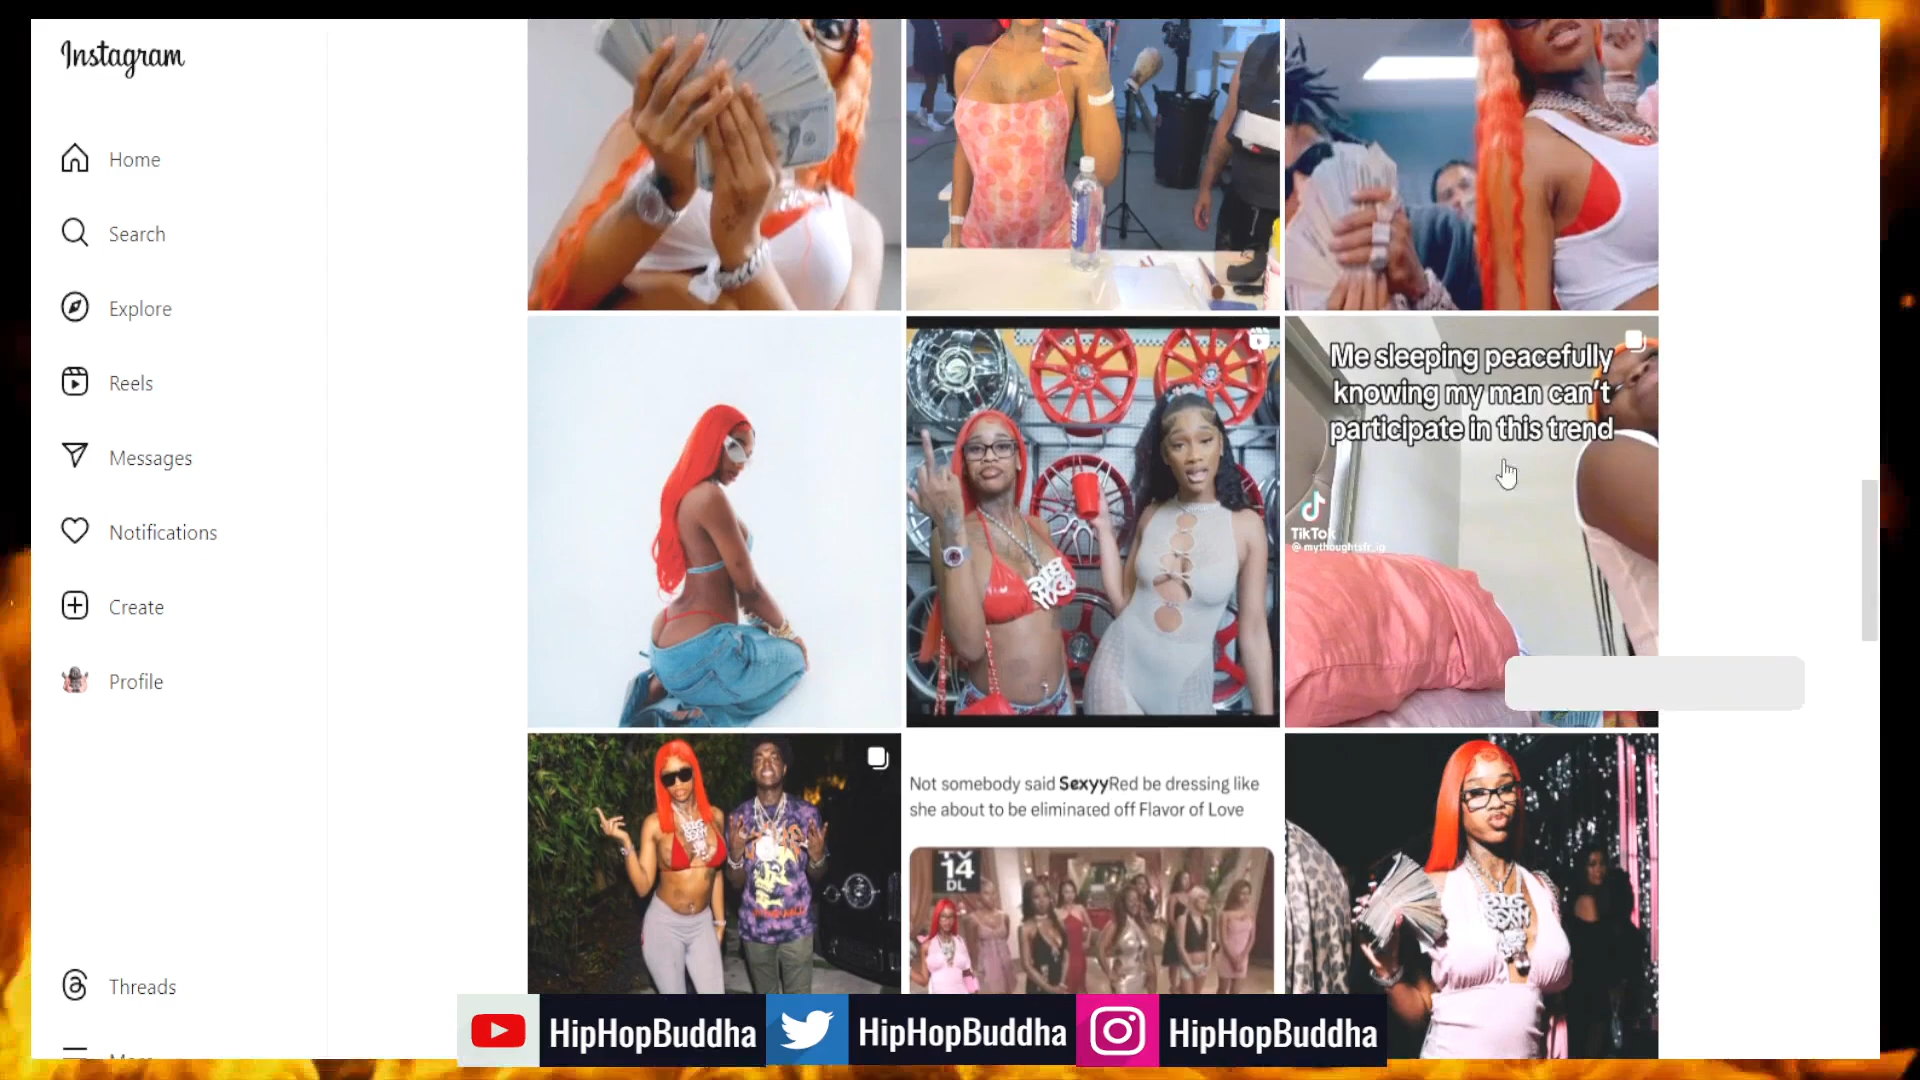 Instagram
Home
Search
Explore
Reels
Messages
Notifications
Create
Profile
Threads
Me sleeping peacefully
knowing my man can't
participate in this trend
TikTok
@mythoughtsfr_ig
Not somebody said SexyyRed be dressing like
she about to be eliminated off Flavor of Love
TV
14
DL
HipHopBuddha
HipHopBuddha
HipHopBuddha